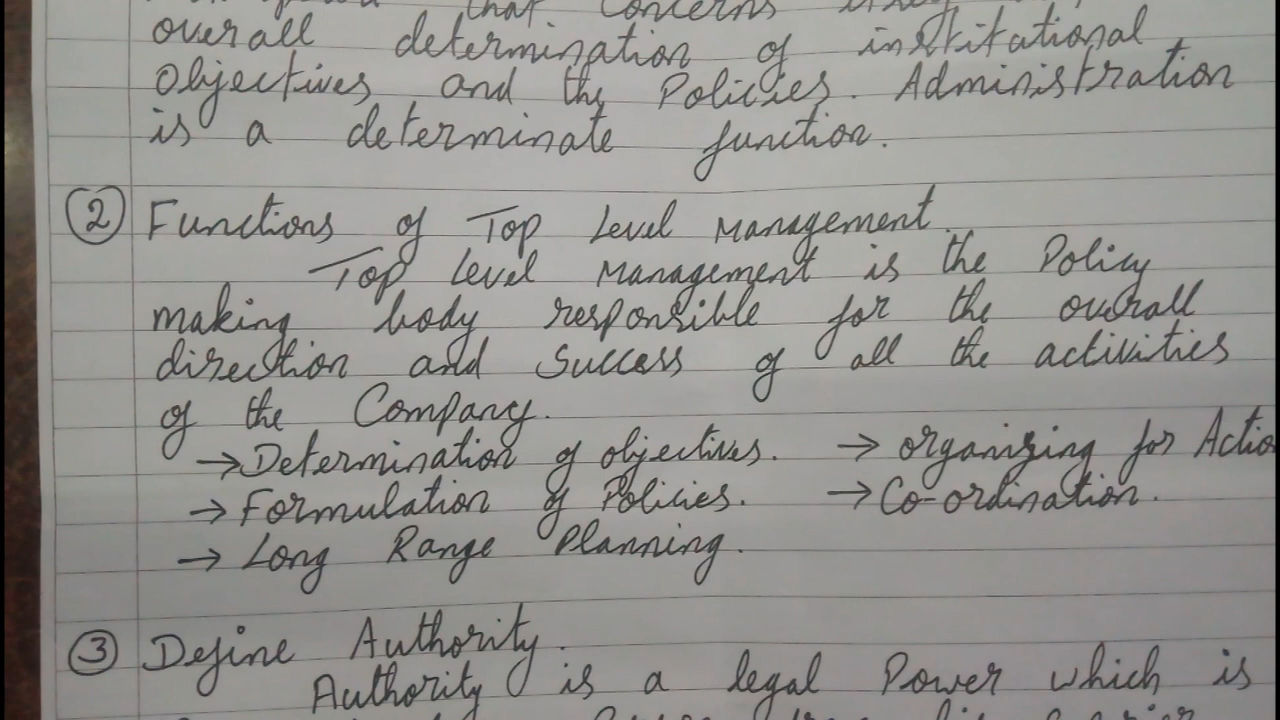 that. Concerns
overall determination of institutional
Objectives and the Policies. Administration
is a determinate function.
② Functions of Top Level Management.
Top Level Management is the Policy
making body responsible for the overall
direction and Success of all the activities
of the Company.
→ Determination of objectives. → organizing for Actio
→ Formulation of Policies. → Co-ordination.
→ Long Range Planning.
③ Define Authority.
Authority is a legal Power which is